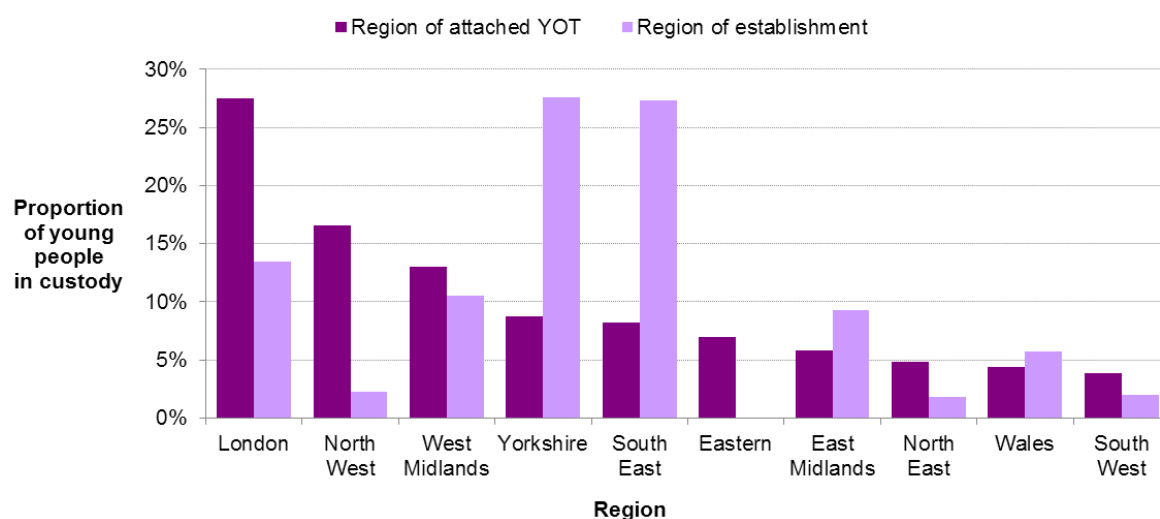 Region of attached YOT Region of establishment
30%
25%
20%
15%
10%
5%
0%
Proportion
of young
people
in custody
London North West West Midlands Yorkshire South East Eastern East Midlands North East Wales South West
Region